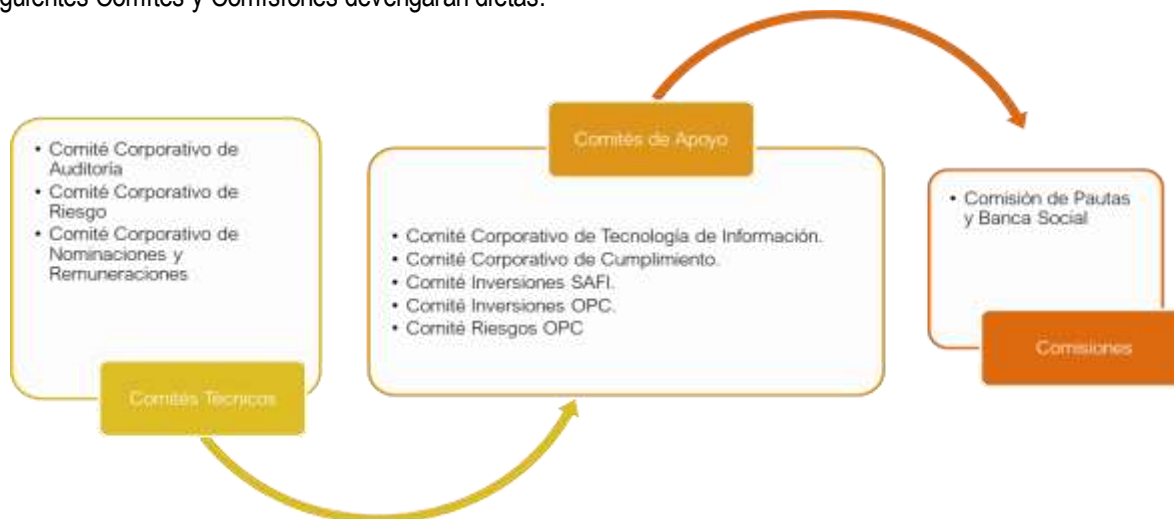 guientes Comités y Comisiones devengarán dietas:
• Comité Corporativo de
Auditoría
• Comité Corporativo de
Riesgo
• Comité Corporativo de
Nominaciones y
Remuneraciones
Comités Técnicos
Comités de Apoyo
• Comité Corporativo de Tecnología de Información.
• Comité Corporativo de Cumplimiento.
• Comité Inversiones SAFI.
• Comité Inversiones OPC.
• Comité Riesgos OPC
• Comisión de Pautas
y Banca Social
Comisiones